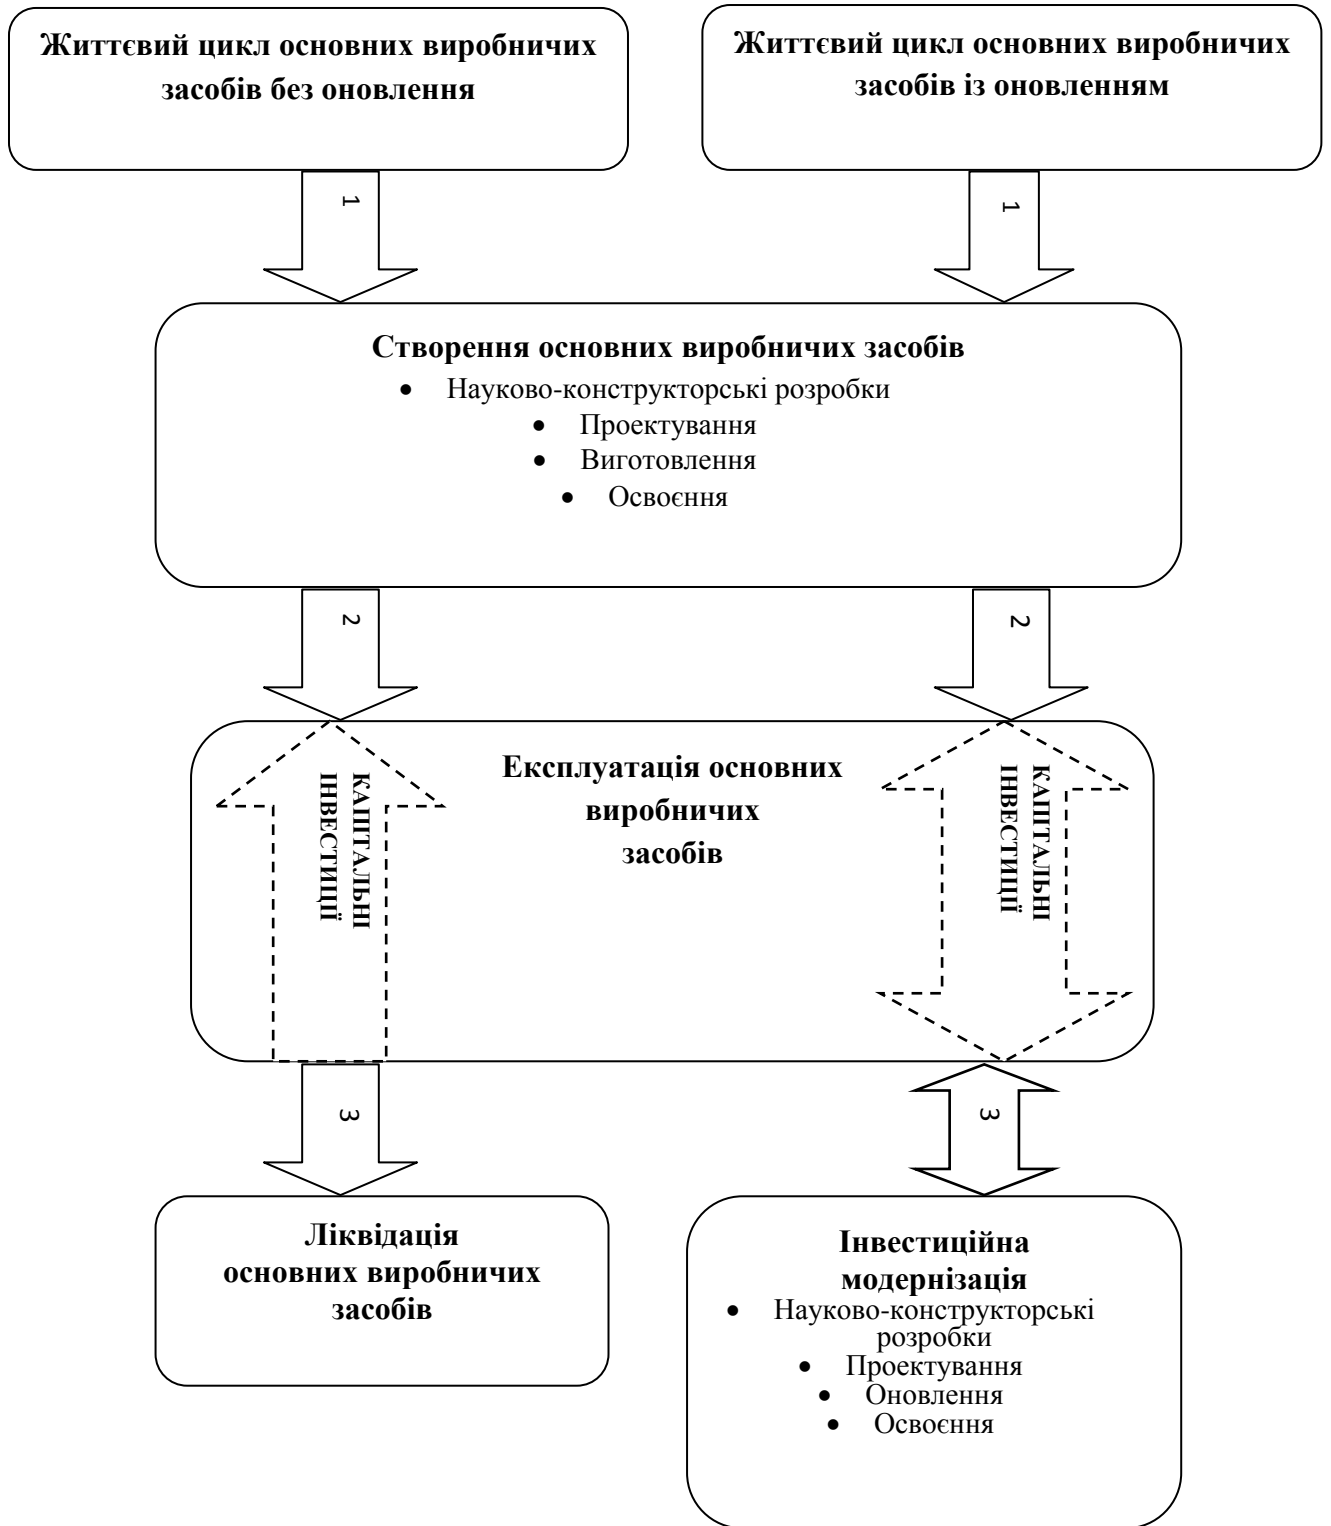 Життєвий цикл основних виробничих
засобів без оновлення
Життєвий цикл основних виробничих
засобів із оновленням
1
1
Створення основних виробничих засобів
• Науково-конструкторські розробки
• Проектування
• Виготовлення
• Освоєння
2
2
КАПІТАЛЬНІ
ІНВЕСТИЦІЇ
Експлуатація основних
виробничих
засобів
КАПІТАЛЬНІ
ІНВЕСТИЦІЇ
3
3
Ліквідація
основних виробничих
засобів
Інвестиційна
модернізація
• Науково-конструкторські
розробки
• Проектування
• Оновлення
• Освоєння